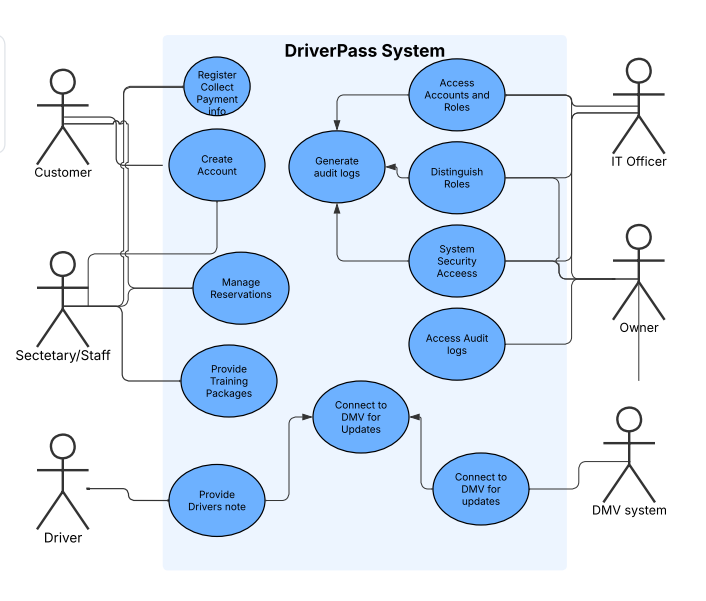 DriverPass System
Register
Collect
Payment
info
Access
Accounts and
Roles
IT Officer
Customer
Create
Account
Generate
audit logs
Distinguish
Roles
System
Security
Acceess
Manage
Reservations
Owner
Sectetary/Staff
Access Audit
logs
Provide
Training
Packages
Connect to
DMV for
Updates
Connect to
DMV for
updates
Provide
Drivers note
DMV system
Driver